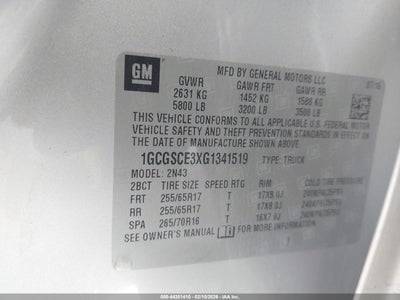 GM
MFD BY GENERAL MOTORS LLC
07/16
GVWR GAWR FRT GAWR RR
2631 KG 1452 KG 1588 KG
5800 LB 3200 LB 3500 LB
THIS VEHICLE CONFORMS TO ALL APPLICABLE U.S. FEDERAL MOTOR
VEHICLE SAFETY AND
THEFT PREVENTION STANDARDS
IN EFFECT ON THE DATE OF MANUFACTURE SHOWN ABOVE.
1GCGSCE3XG1341519 TYPE: TRUCK
MODEL: 2N43
2BCT TIRE SIZE SPEED RTG RIM COLD TIRE PRESSURE
FRT 255/65R17 T 17X8.0J
RR 255/65R17 T 17X8.0J
SPA 265/70R16 T 16X7.0J
SEE OWNER'S MANUAL FOR MORE INFORMATION